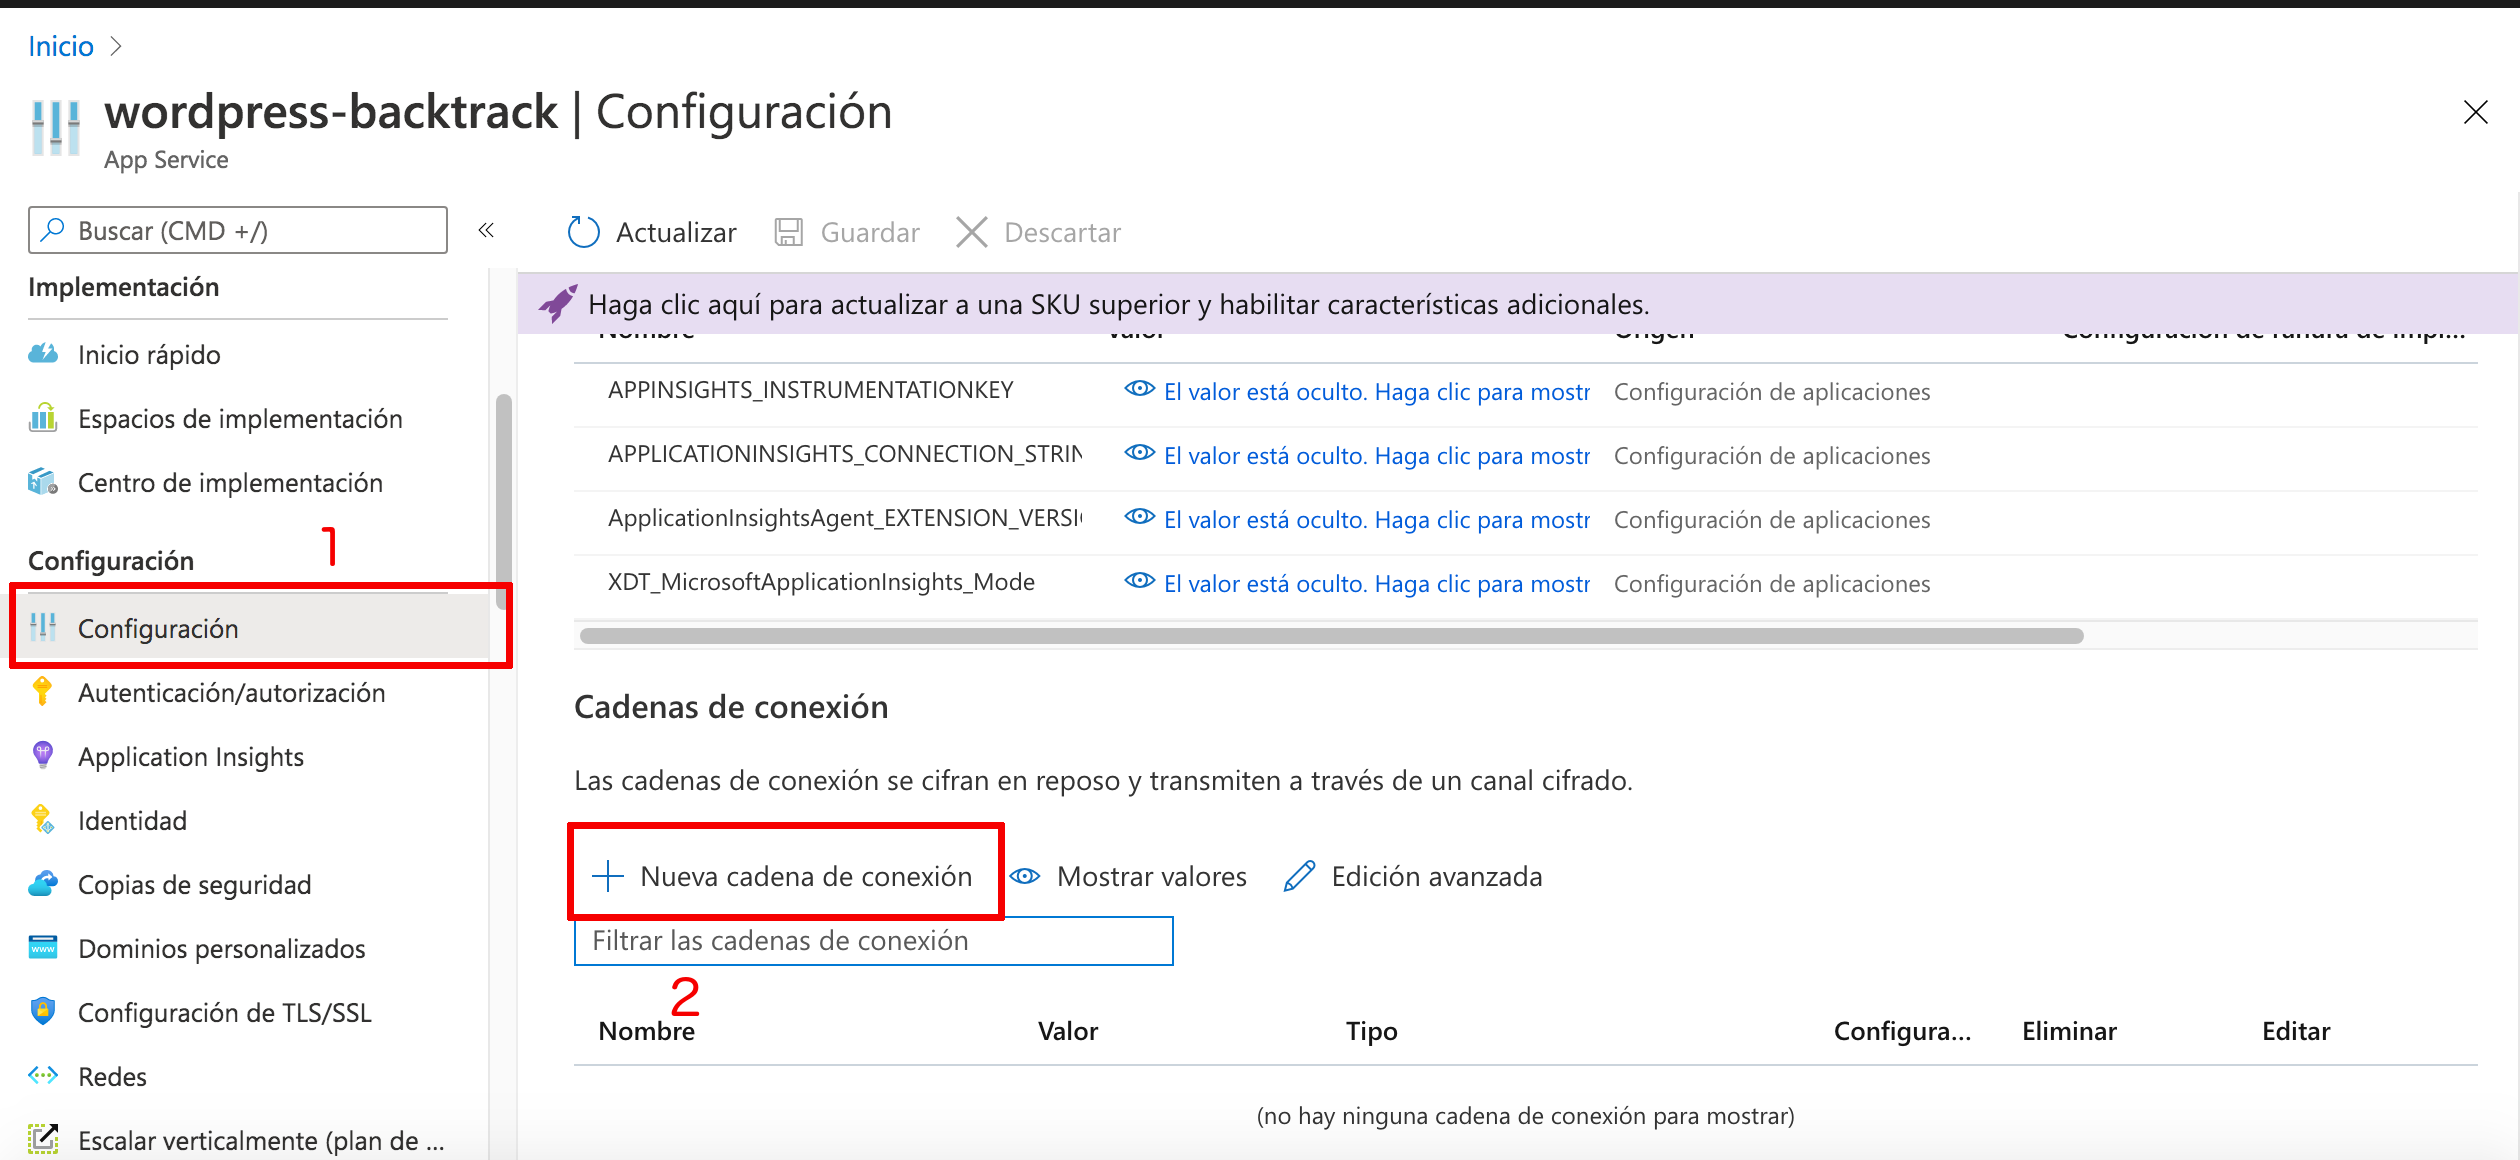 Inicio
wordpress-backtrack | Configuración
App Service
Buscar (CMD +/)
«
Actualizar
Guardar
Descartar
Haga clic aquí para actualizar a una SKU superior y habilitar características adicionales.
Implementación
Inicio rápido
Espacios de implementación
Centro de implementación
1
Configuración
Configuración
Autenticación/autorización
Application Insights
Identidad
Copias de seguridad
Dominios personalizados
Configuración de TLS/SSL
Redes
Escalar verticalmente (plan de ...
Nombre Valor Origen Configuración de ranura de impl...
APPINSIGHTS_INSTRUMENTATIONKEY El valor está oculto. Haga clic para mostr Configuración de aplicaciones
APPLICATIONINSIGHTS_CONNECTION_STRIN El valor está oculto. Haga clic para mostr Configuración de aplicaciones
ApplicationInsightsAgent_EXTENSION_VERSI El valor está oculto. Haga clic para mostr Configuración de aplicaciones
XDT_MicrosoftApplicationInsights_Mode El valor está oculto. Haga clic para mostr Configuración de aplicaciones
Cadenas de conexión
Las cadenas de conexión se cifran en reposo y transmiten a través de un canal cifrado.
Nueva cadena de conexión
Mostrar valores
Edición avanzada
Filtrar las cadenas de conexión
2
Nombre Valor Tipo Configura... Eliminar Editar
(no hay ninguna cadena de conexión para mostrar)